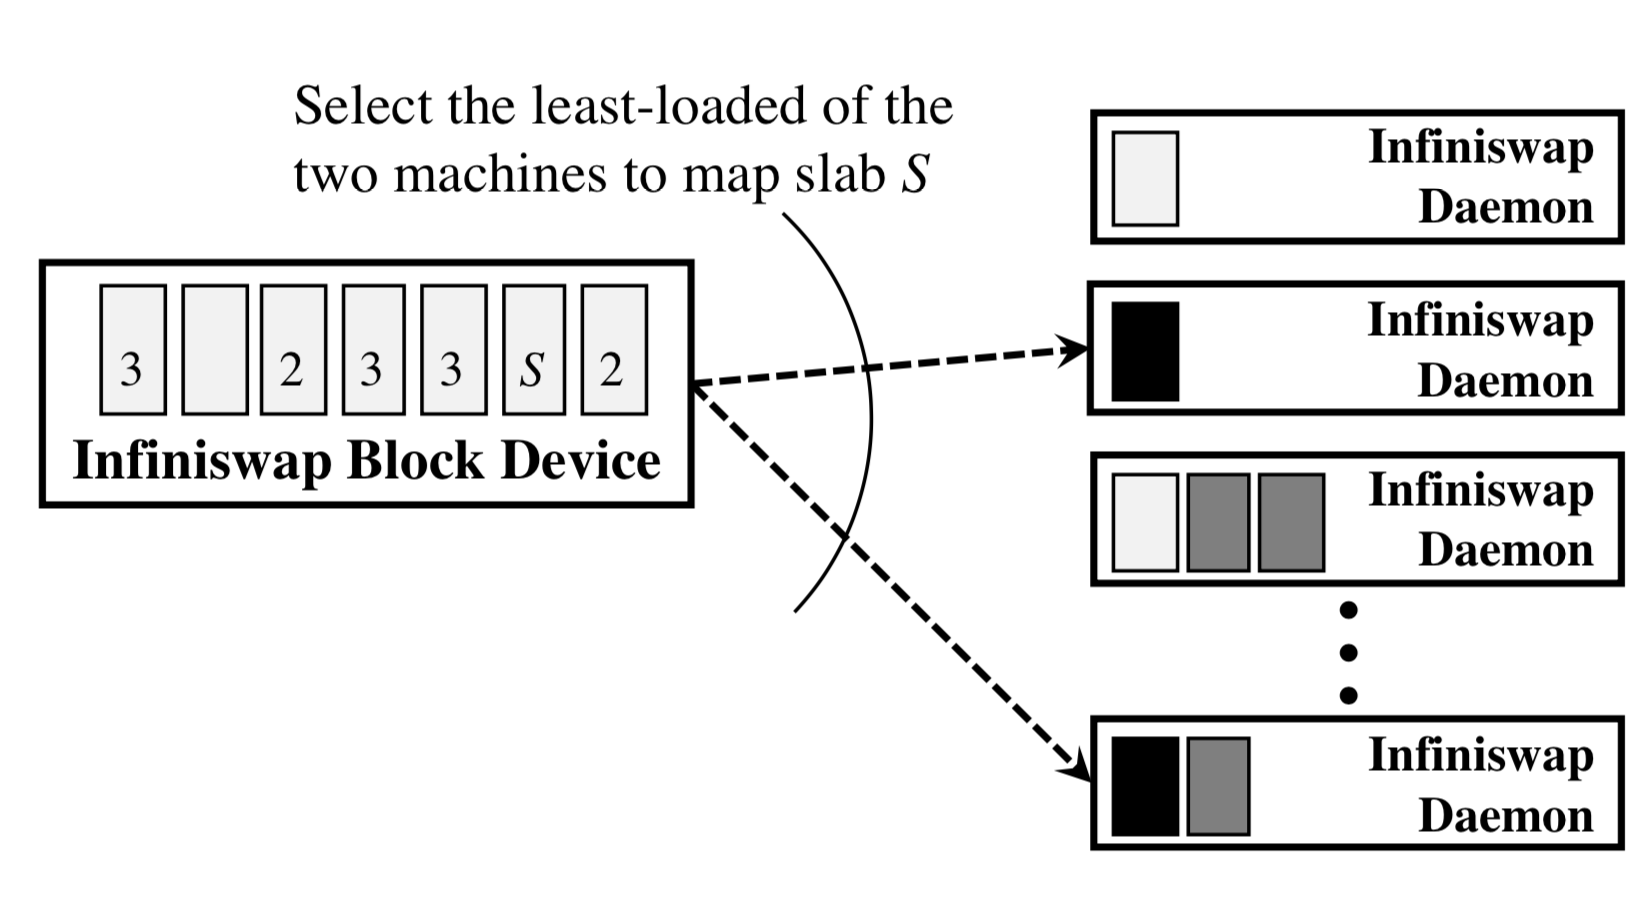 Select the least-loaded of the
two machines to map slab S
3 2 3 3 S 2
Infiniswap Block Device
Infiniswap
Daemon
Infiniswap
Daemon
Infiniswap
Daemon
Infiniswap
Daemon